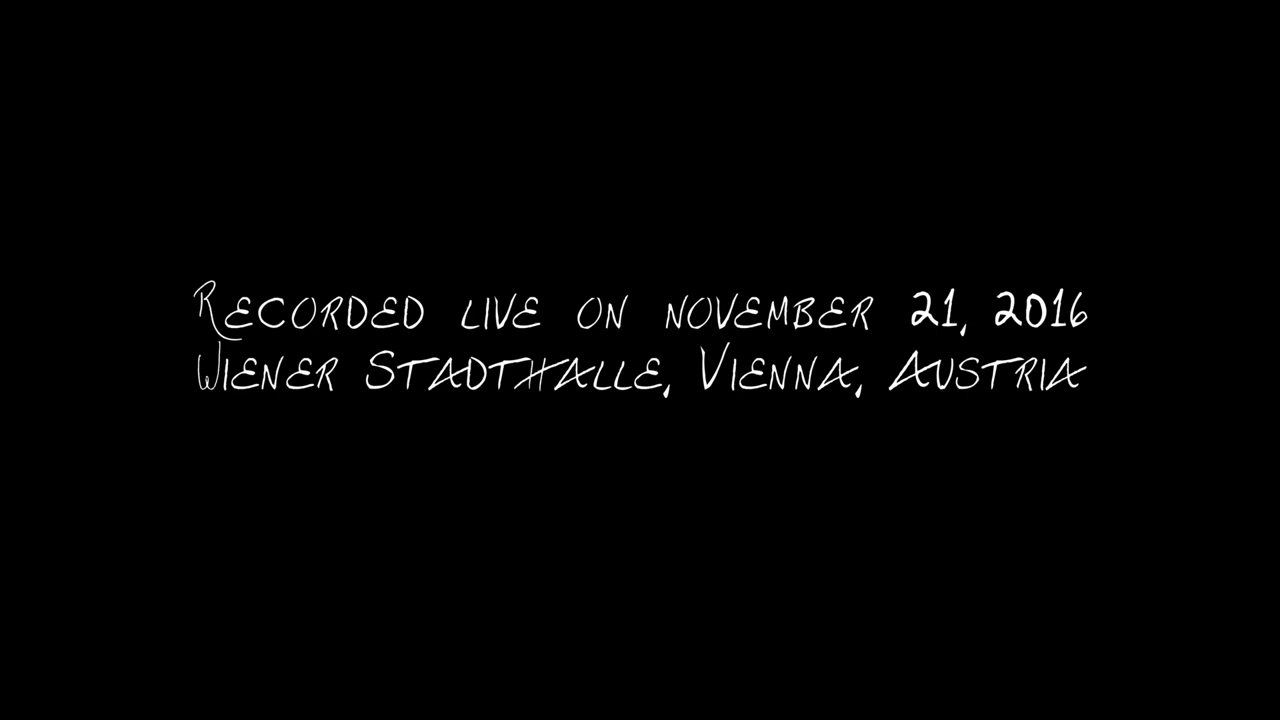 Recorded live on november 21, 2016
Wiener Stadthalle, Vienna, Austria